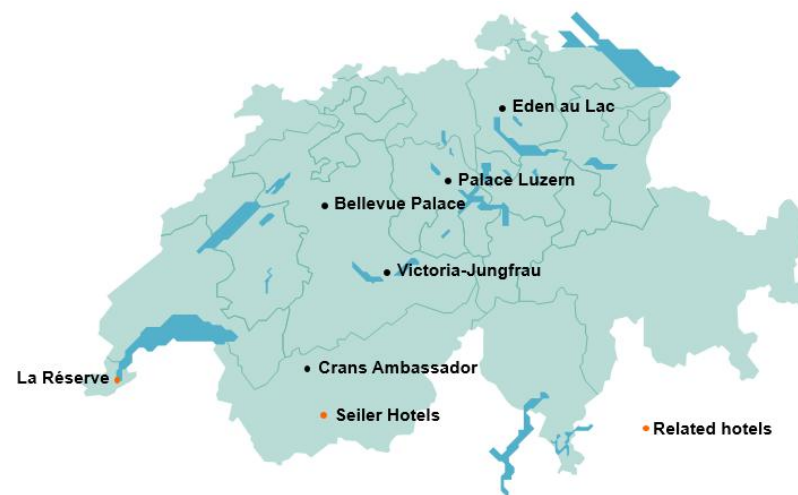 Eden au Lac
Palace Luzern
Bellevue Palace
Victoria-Jungfrau
Crans Ambassador
La Réserve
Seiler Hotels
Related hotels